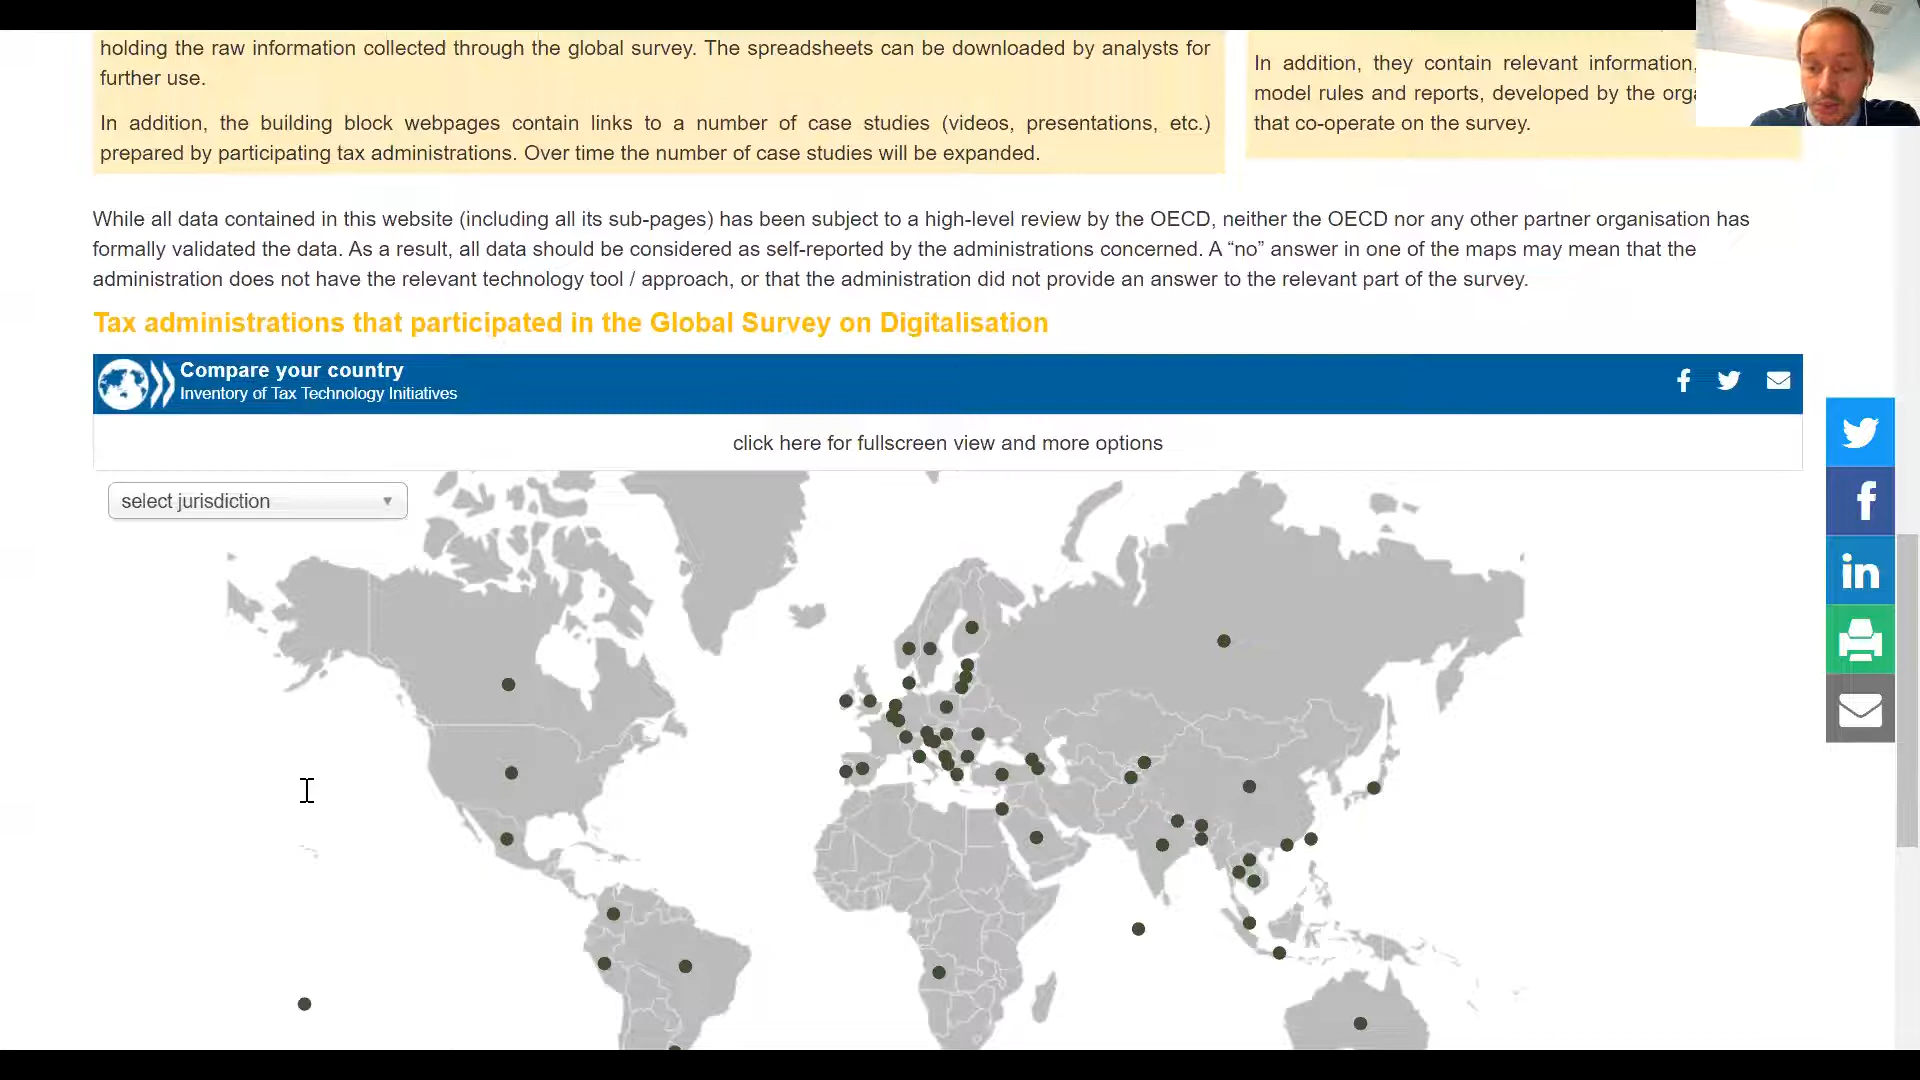 holding the raw information collected through the global survey. The spreadsheets can be downloaded by analysts for
further use.
In addition, the building block webpages contain links to a number of case studies (videos, presentations, etc.)
prepared by participating tax administrations. Over time the number of case studies will be expanded.
In addition, they contain relevant information,
model rules and reports, developed by the orga
that co-operate on the survey.
While all data contained in this website (including all its sub-pages) has been subject to a high-level review by the OECD, neither the OECD nor any other partner organisation has
formally validated the data. As a result, all data should be considered as self-reported by the administrations concerned. A “no” answer in one of the maps may mean that the
administration does not have the relevant technology tool / approach, or that the administration did not provide an answer to the relevant part of the survey.
Tax administrations that participated in the Global Survey on Digitalisation
Compare your country
Inventory of Tax Technology Initiatives
click here for fullscreen view and more options
select jurisdiction